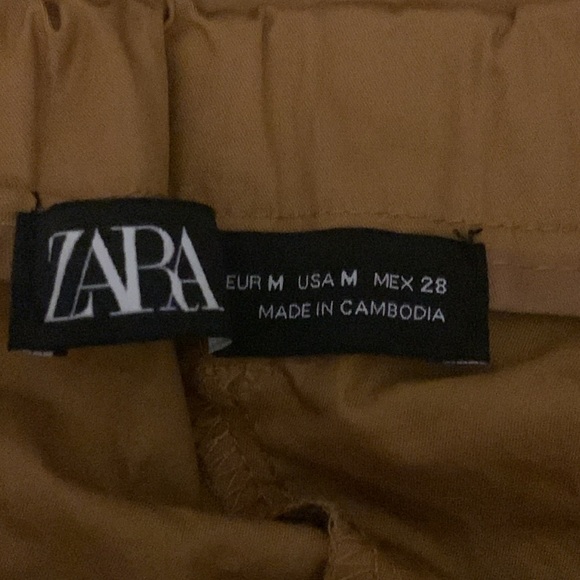 ZARA
EUR M USA M MEX 28
MADE IN CAMBODIA